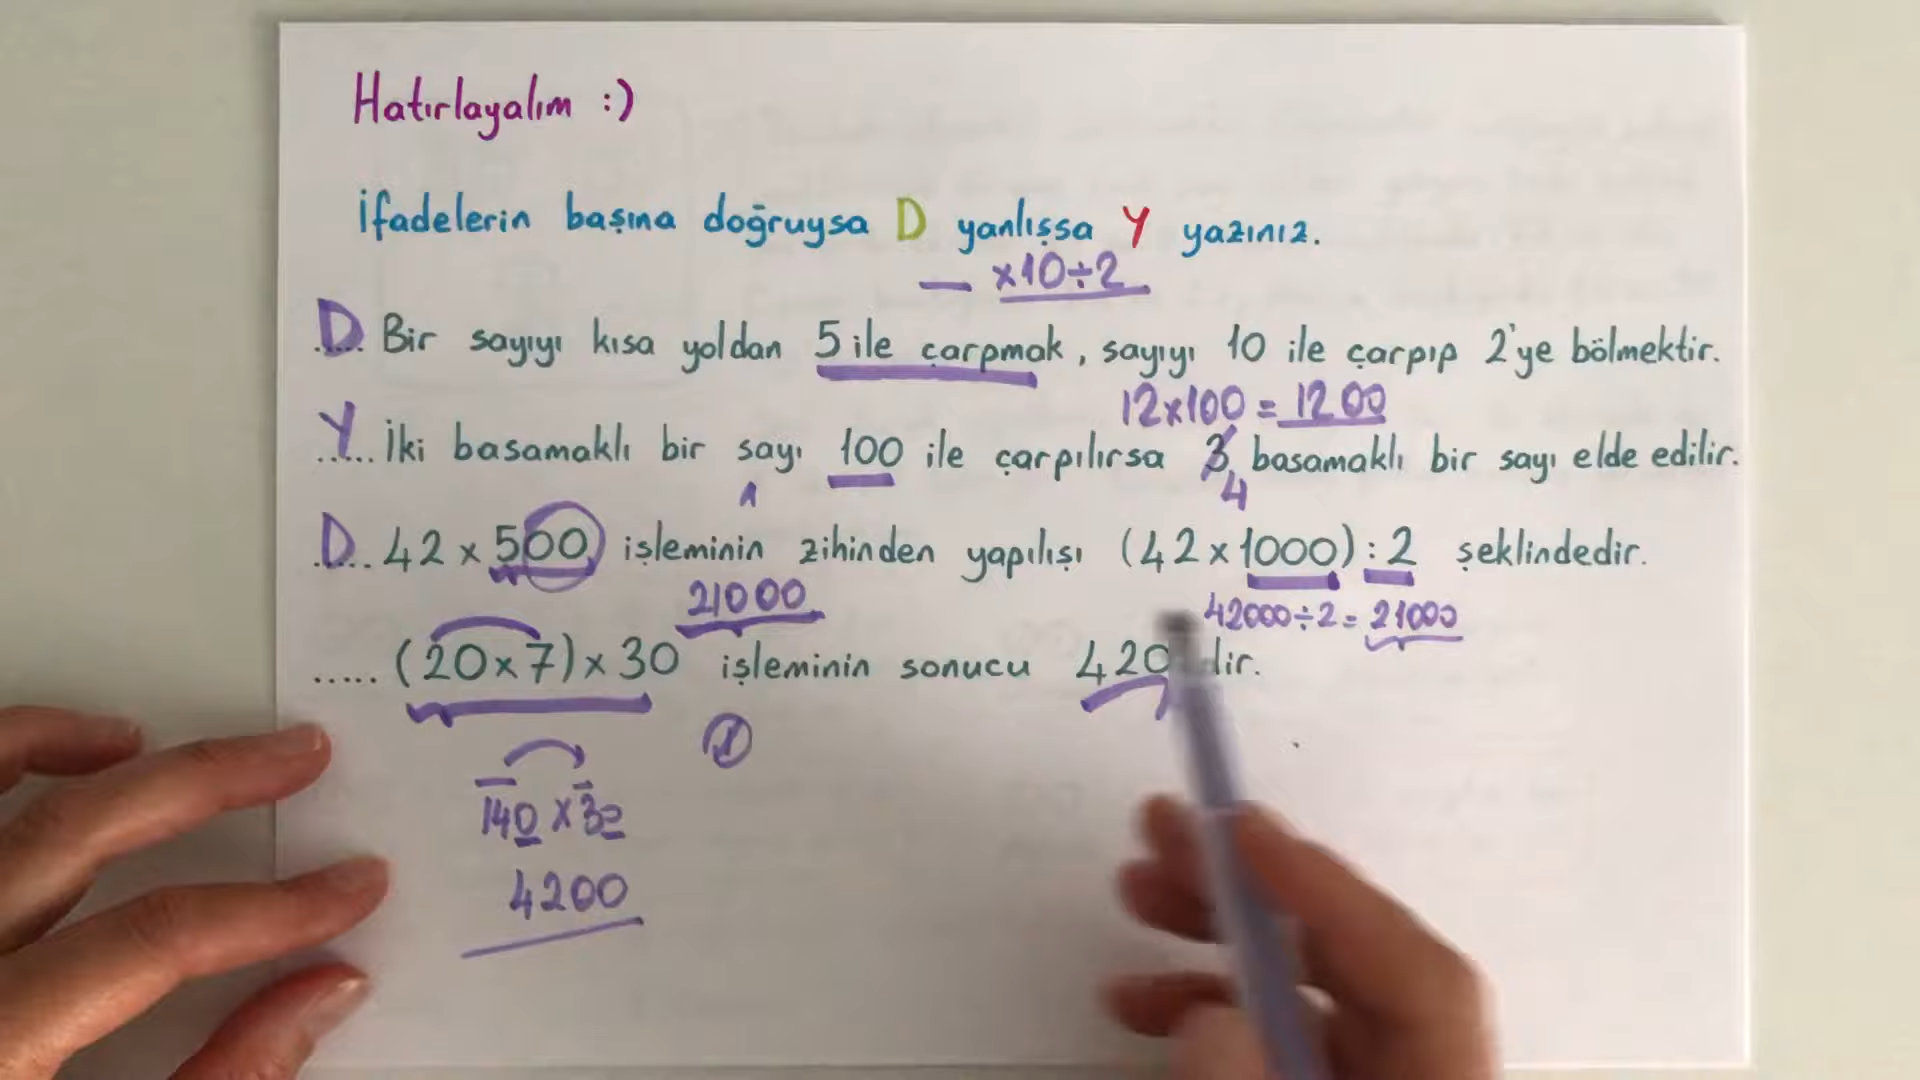 Hatırlayalım :)
İfadelerin başına doğruysa D yanlışsa Y yazınız.
— ×10÷2
D ..... Bir sayıyı kısa yoldan 5 ile çarpmak, sayıyı 10 ile çarpıp 2'ye bölmektir.
12×100 = 1200
Y ..... İki basamaklı bir sayı 100 ile çarpılırsa 3 basamaklı bir sayı elde edilir.
4
D ..... 42 × 500 işleminin zihinden yapılışı (42 × 1000) : 2 şeklindedir.
21000 42000÷2 = 21000
..... (20 × 7) × 30 işleminin sonucu 420 dir.
140 × 30
4200